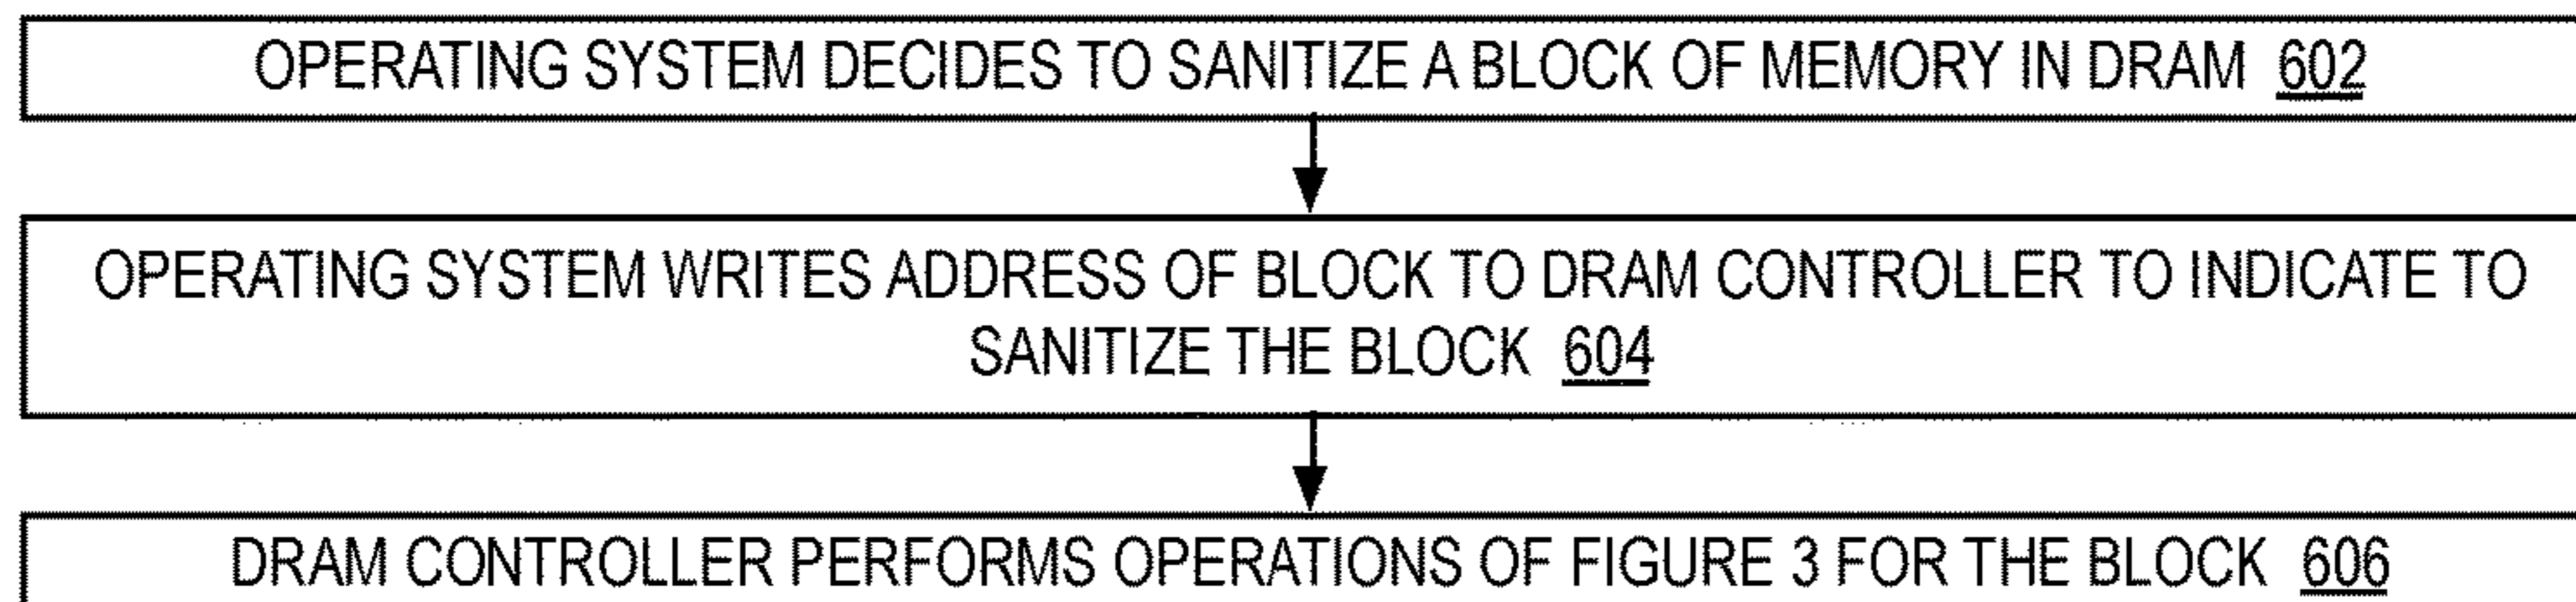 OPERATING SYSTEM DECIDES TO SANITIZE A BLOCK OF MEMORY IN DRAM 602
OPERATING SYSTEM WRITES ADDRESS OF BLOCK TO DRAM CONTROLLER TO INDICATE TO
SANITIZE THE BLOCK 604
DRAM CONTROLLER PERFORMS OPERATIONS OF FIGURE 3 FOR THE BLOCK 606